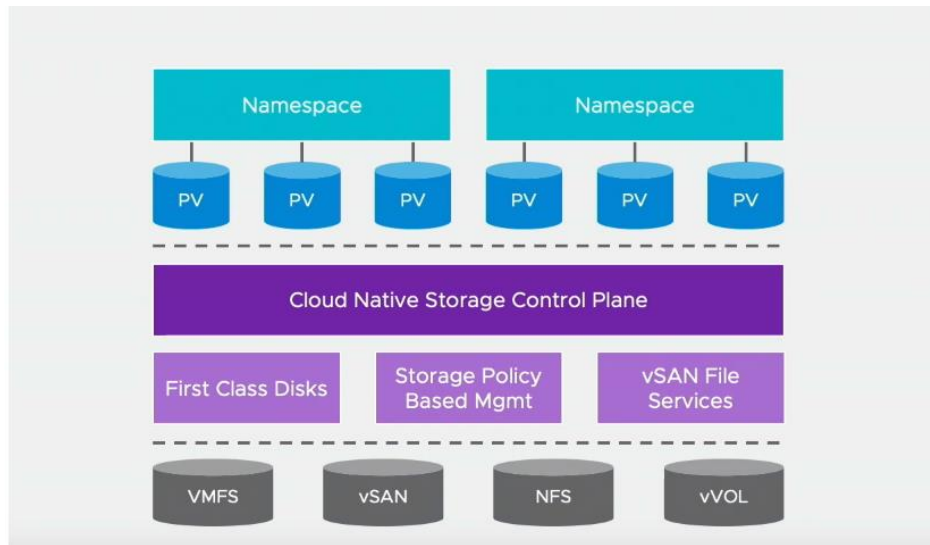 Namespace
Namespace
PV
PV
PV
PV
PV
PV
Cloud Native Storage Control Plane
First Class Disks
Storage Policy
Based Mgmt
vSAN File
Services
VMFS
vSAN
NFS
vVOL